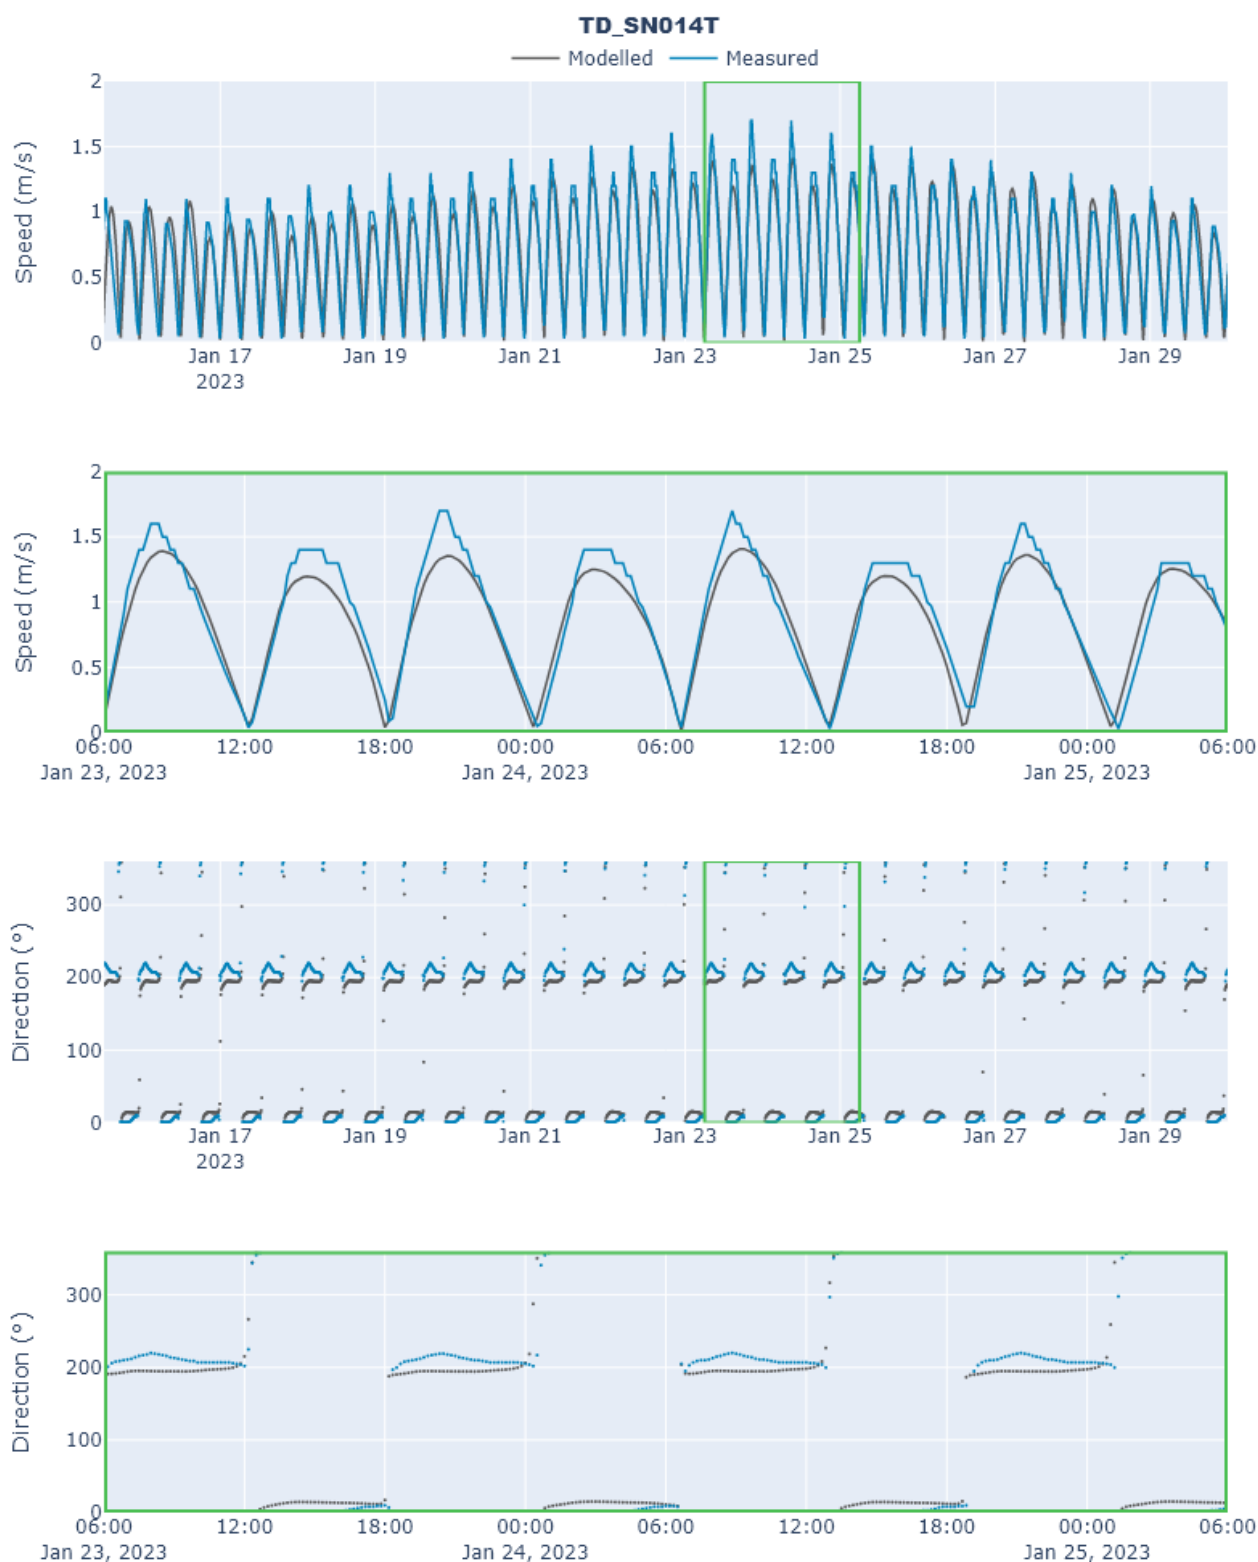 TD_SN014T
Modelled Measured
Speed (m/s)
2
1.5
1
0.5
0
Jan 17 Jan 19 Jan 21 Jan 23 Jan 25 Jan 27 Jan 29
2023
Speed (m/s)
2
1.5
1
0.5
0
06:00 12:00 18:00 00:00 06:00 12:00 18:00 00:00 06:00
Jan 23, 2023 Jan 24, 2023 Jan 25, 2023
Direction (°)
300
200
100
0
Jan 17 Jan 19 Jan 21 Jan 23 Jan 25 Jan 27 Jan 29
2023
Direction (°)
300
200
100
0
06:00 12:00 18:00 00:00 06:00 12:00 18:00 00:00 06:00
Jan 23, 2023 Jan 24, 2023 Jan 25, 2023